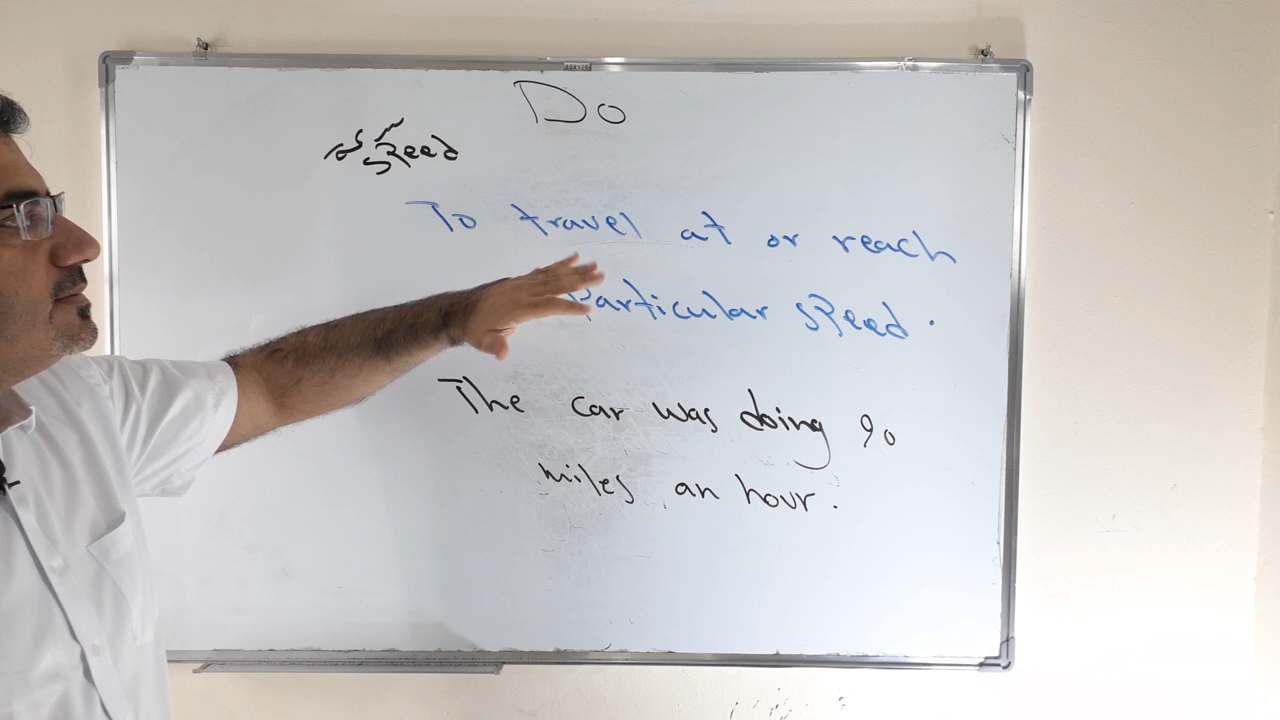 Do
speed
To travel at or reach
Particular speed.
The car was doing 90
miles an hour.